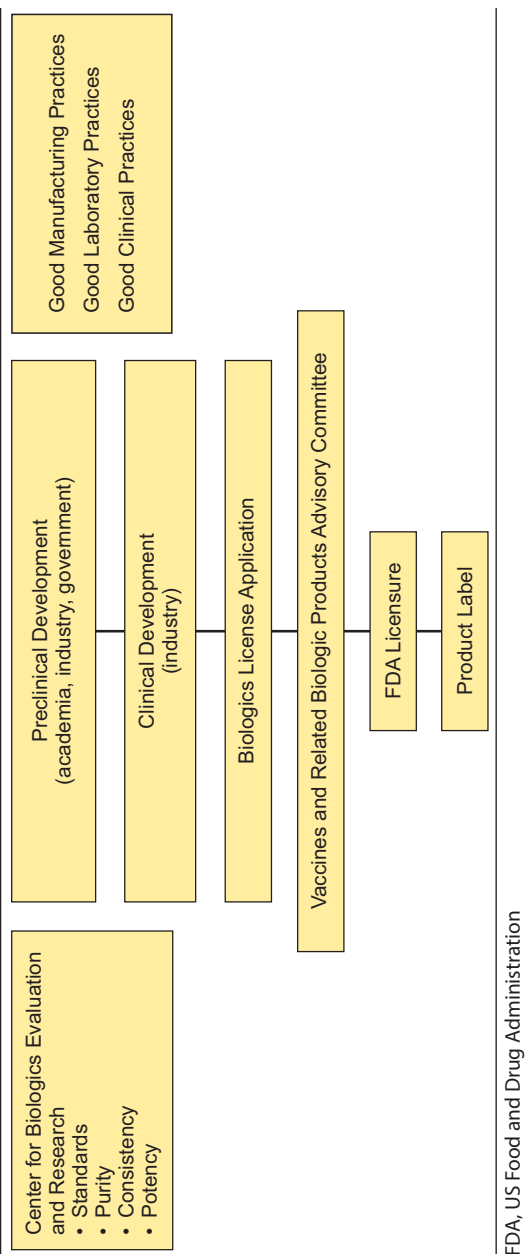 Center for Biologics Evaluation
and Research
• Standards
• Purity
• Consistency
• Potency
Preclinical Development
(academia, industry, government)
Clinical Development
(industry)
Biologics License Application
Vaccines and Related Biologic Products Advisory Committee
FDA Licensure
Product Label
Good Manufacturing Practices
Good Laboratory Practices
Good Clinical Practices
FDA, US Food and Drug Administration